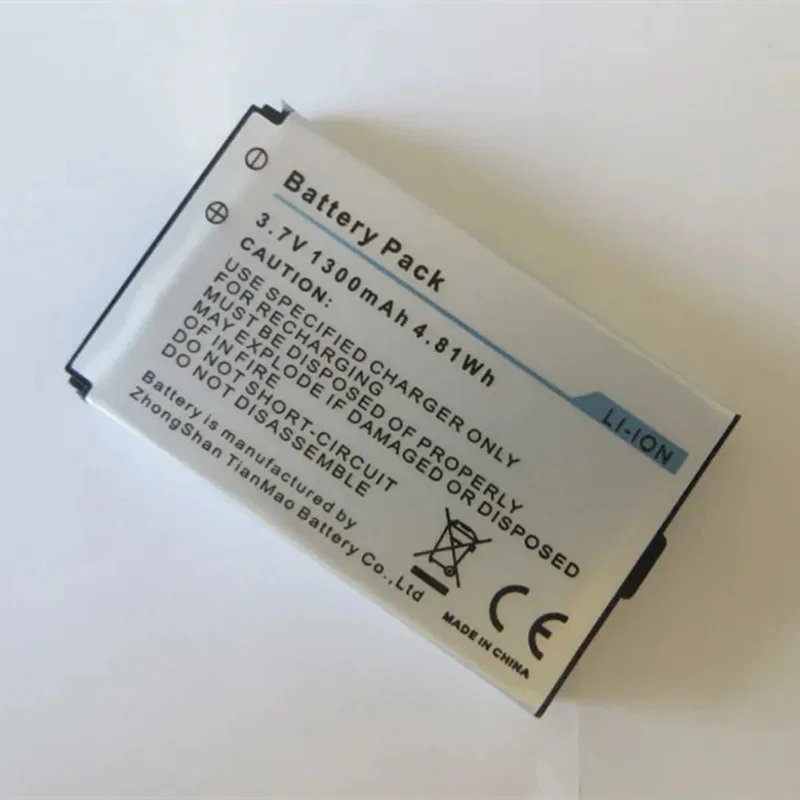 Battery Pack
LI-ION
3.7V 1300mAh 4.81Wh
CAUTION:
USE SPECIFIED CHARGER ONLY
FOR RECHARGING
MUST BE DISPOSED OF PROPERLY
MAY EXPLODE IF DAMAGED OR DISPOSED
OF IN FIRE
DO NOT SHORT-CIRCUIT
DO NOT DISASSEMBLE
Battery is manufactured by
ZhongShan TianMao Battery Co.,Ltd
CE
MADE IN CHINA